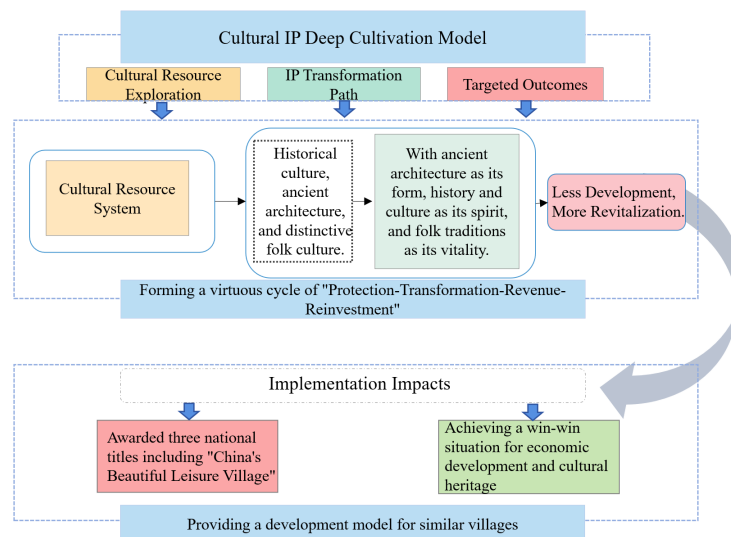 Cultural IP Deep Cultivation Model
Cultural Resource
Exploration
IP Transformation
Path
Targeted Outcomes
Cultural Resource
System
Historical
culture,
ancient
architecture,
and distinctive
folk culture.
With ancient
architecture as its
form, history and
culture as its spirit,
and folk traditions
as its vitality.
Less Development,
More Revitalization.
Forming a virtuous cycle of "Protection-Transformation-Revenue-
Reinvestment"
Implementation Impacts
Awarded three national
titles including "China's
Beautiful Leisure Village"
Achieving a win-win
situation for economic
development and cultural
heritage
Providing a development model for similar villages